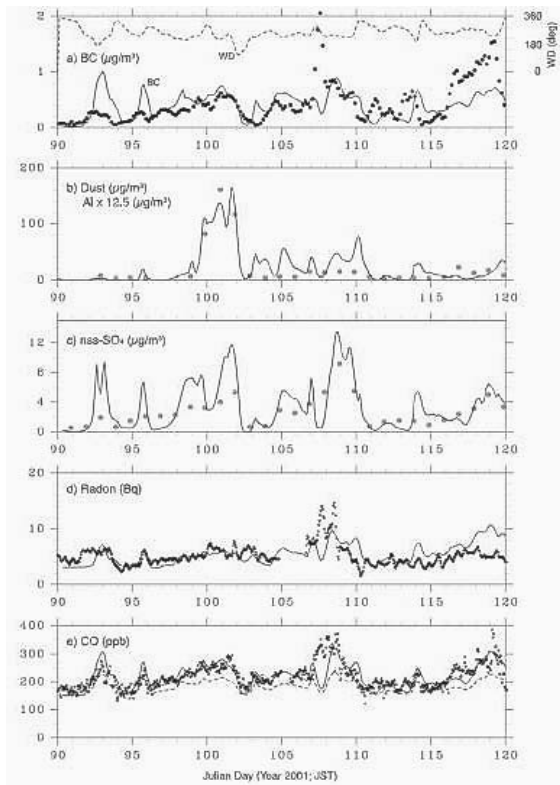 2
1
0
360
180
0
WD (deg)
a) BC (μg/m³)
BC
WD
90 95 100 105 110 115 120
200
100
0
b) Dust (μg/m³)
Al x 12.5 (μg/m³)
90 95 100 105 110 115 120
12
8
4
0
c) nss-SO₄ (μg/m³)
90 95 100 105 110 115 120
20
10
0
d) Radon (Bq)
90 95 100 105 110 115 120
400
300
200
100
0
e) CO (ppb)
90 95 100 105 110 115 120
Julian Day (Year 2001; JST)